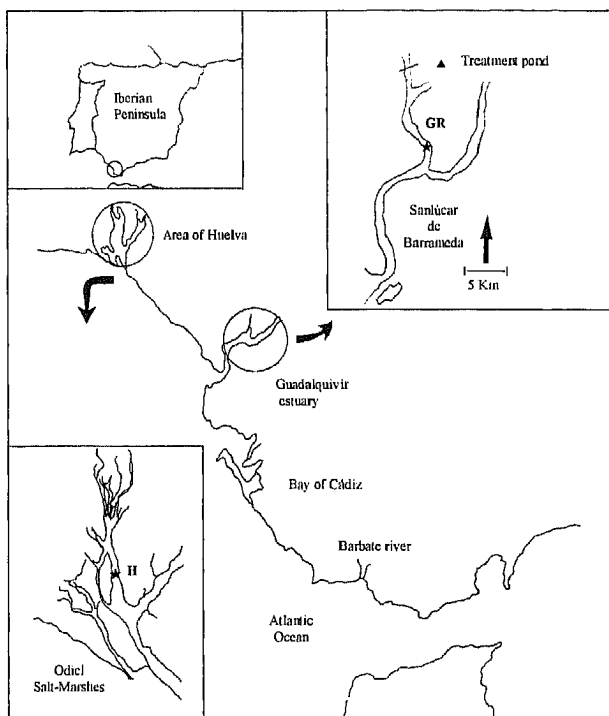 Iberian
Peninsula
Treatment pond
GR
Sanlúcar
de
Barrameda
5 Km
Area of Huelva
Guadalquivir
estuary
Bay of Cádiz
Barbate river
Atlantic
Ocean
H
Odiel
Salt-Marshes